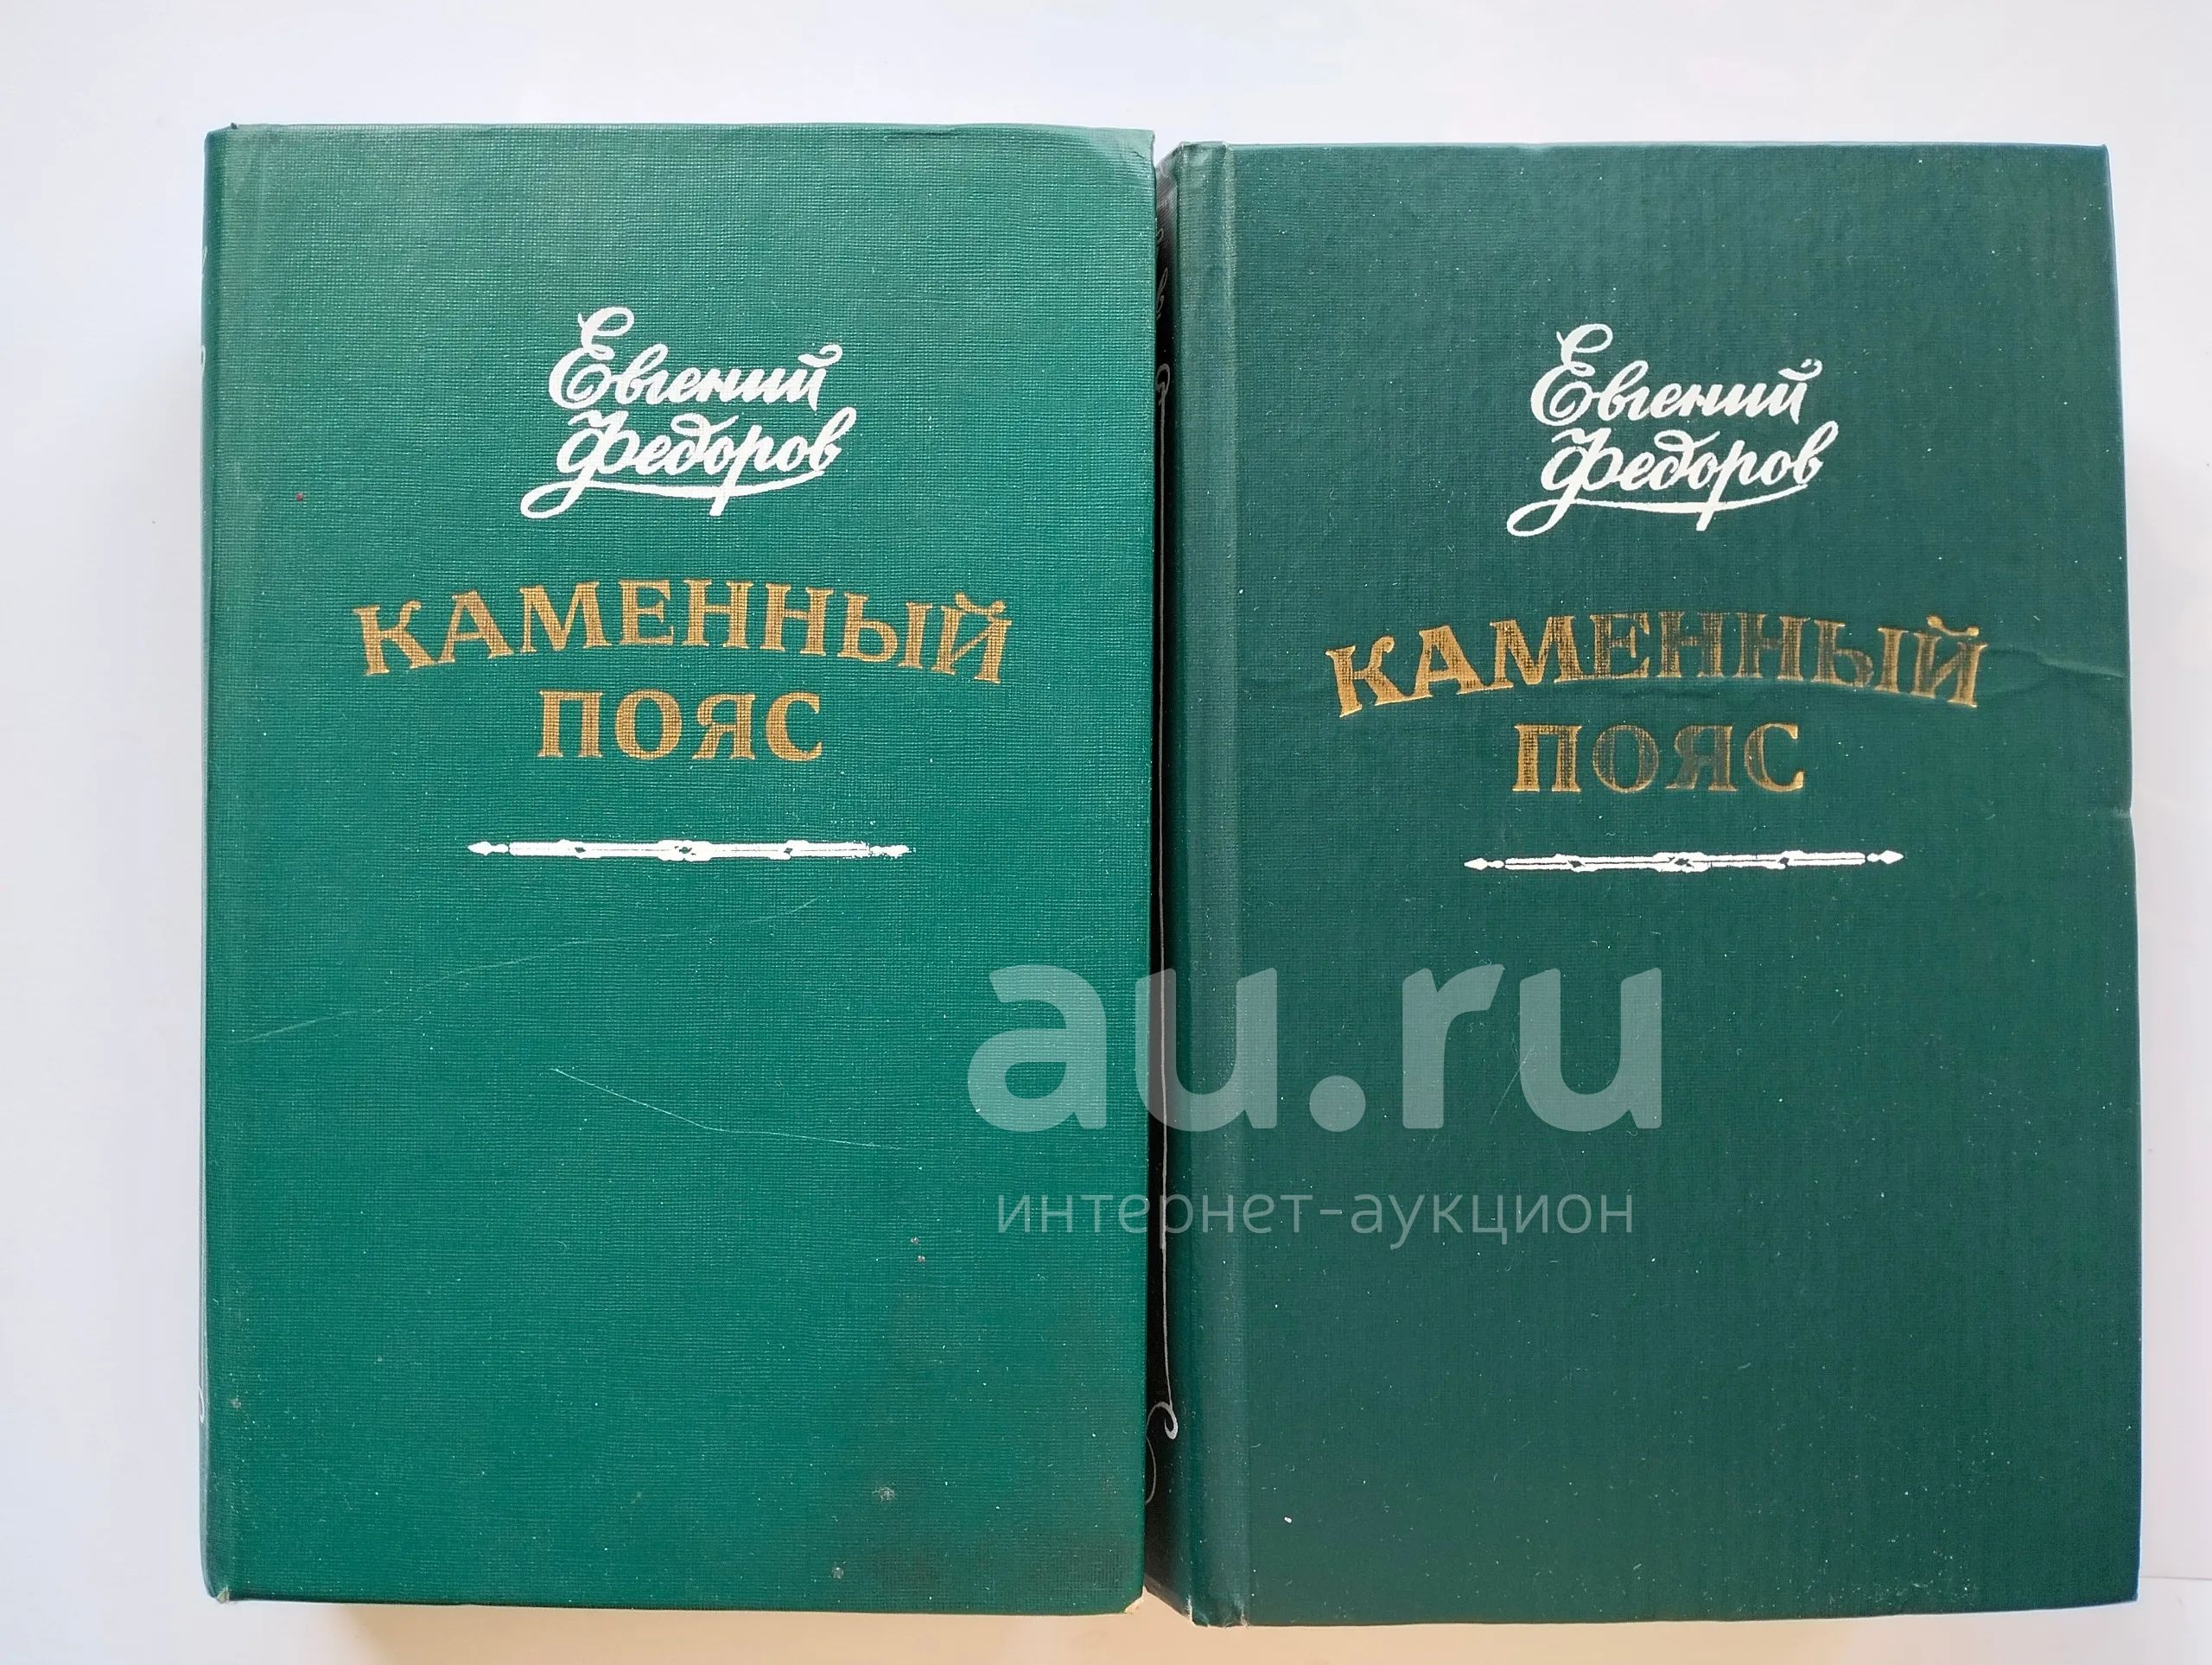 Евгений
Федоров
КАМЕННЫЙ
ПОЯС
Евгений
Федоров
КАМЕННЫЙ
ПОЯС
au.ru
интернет-аукцион